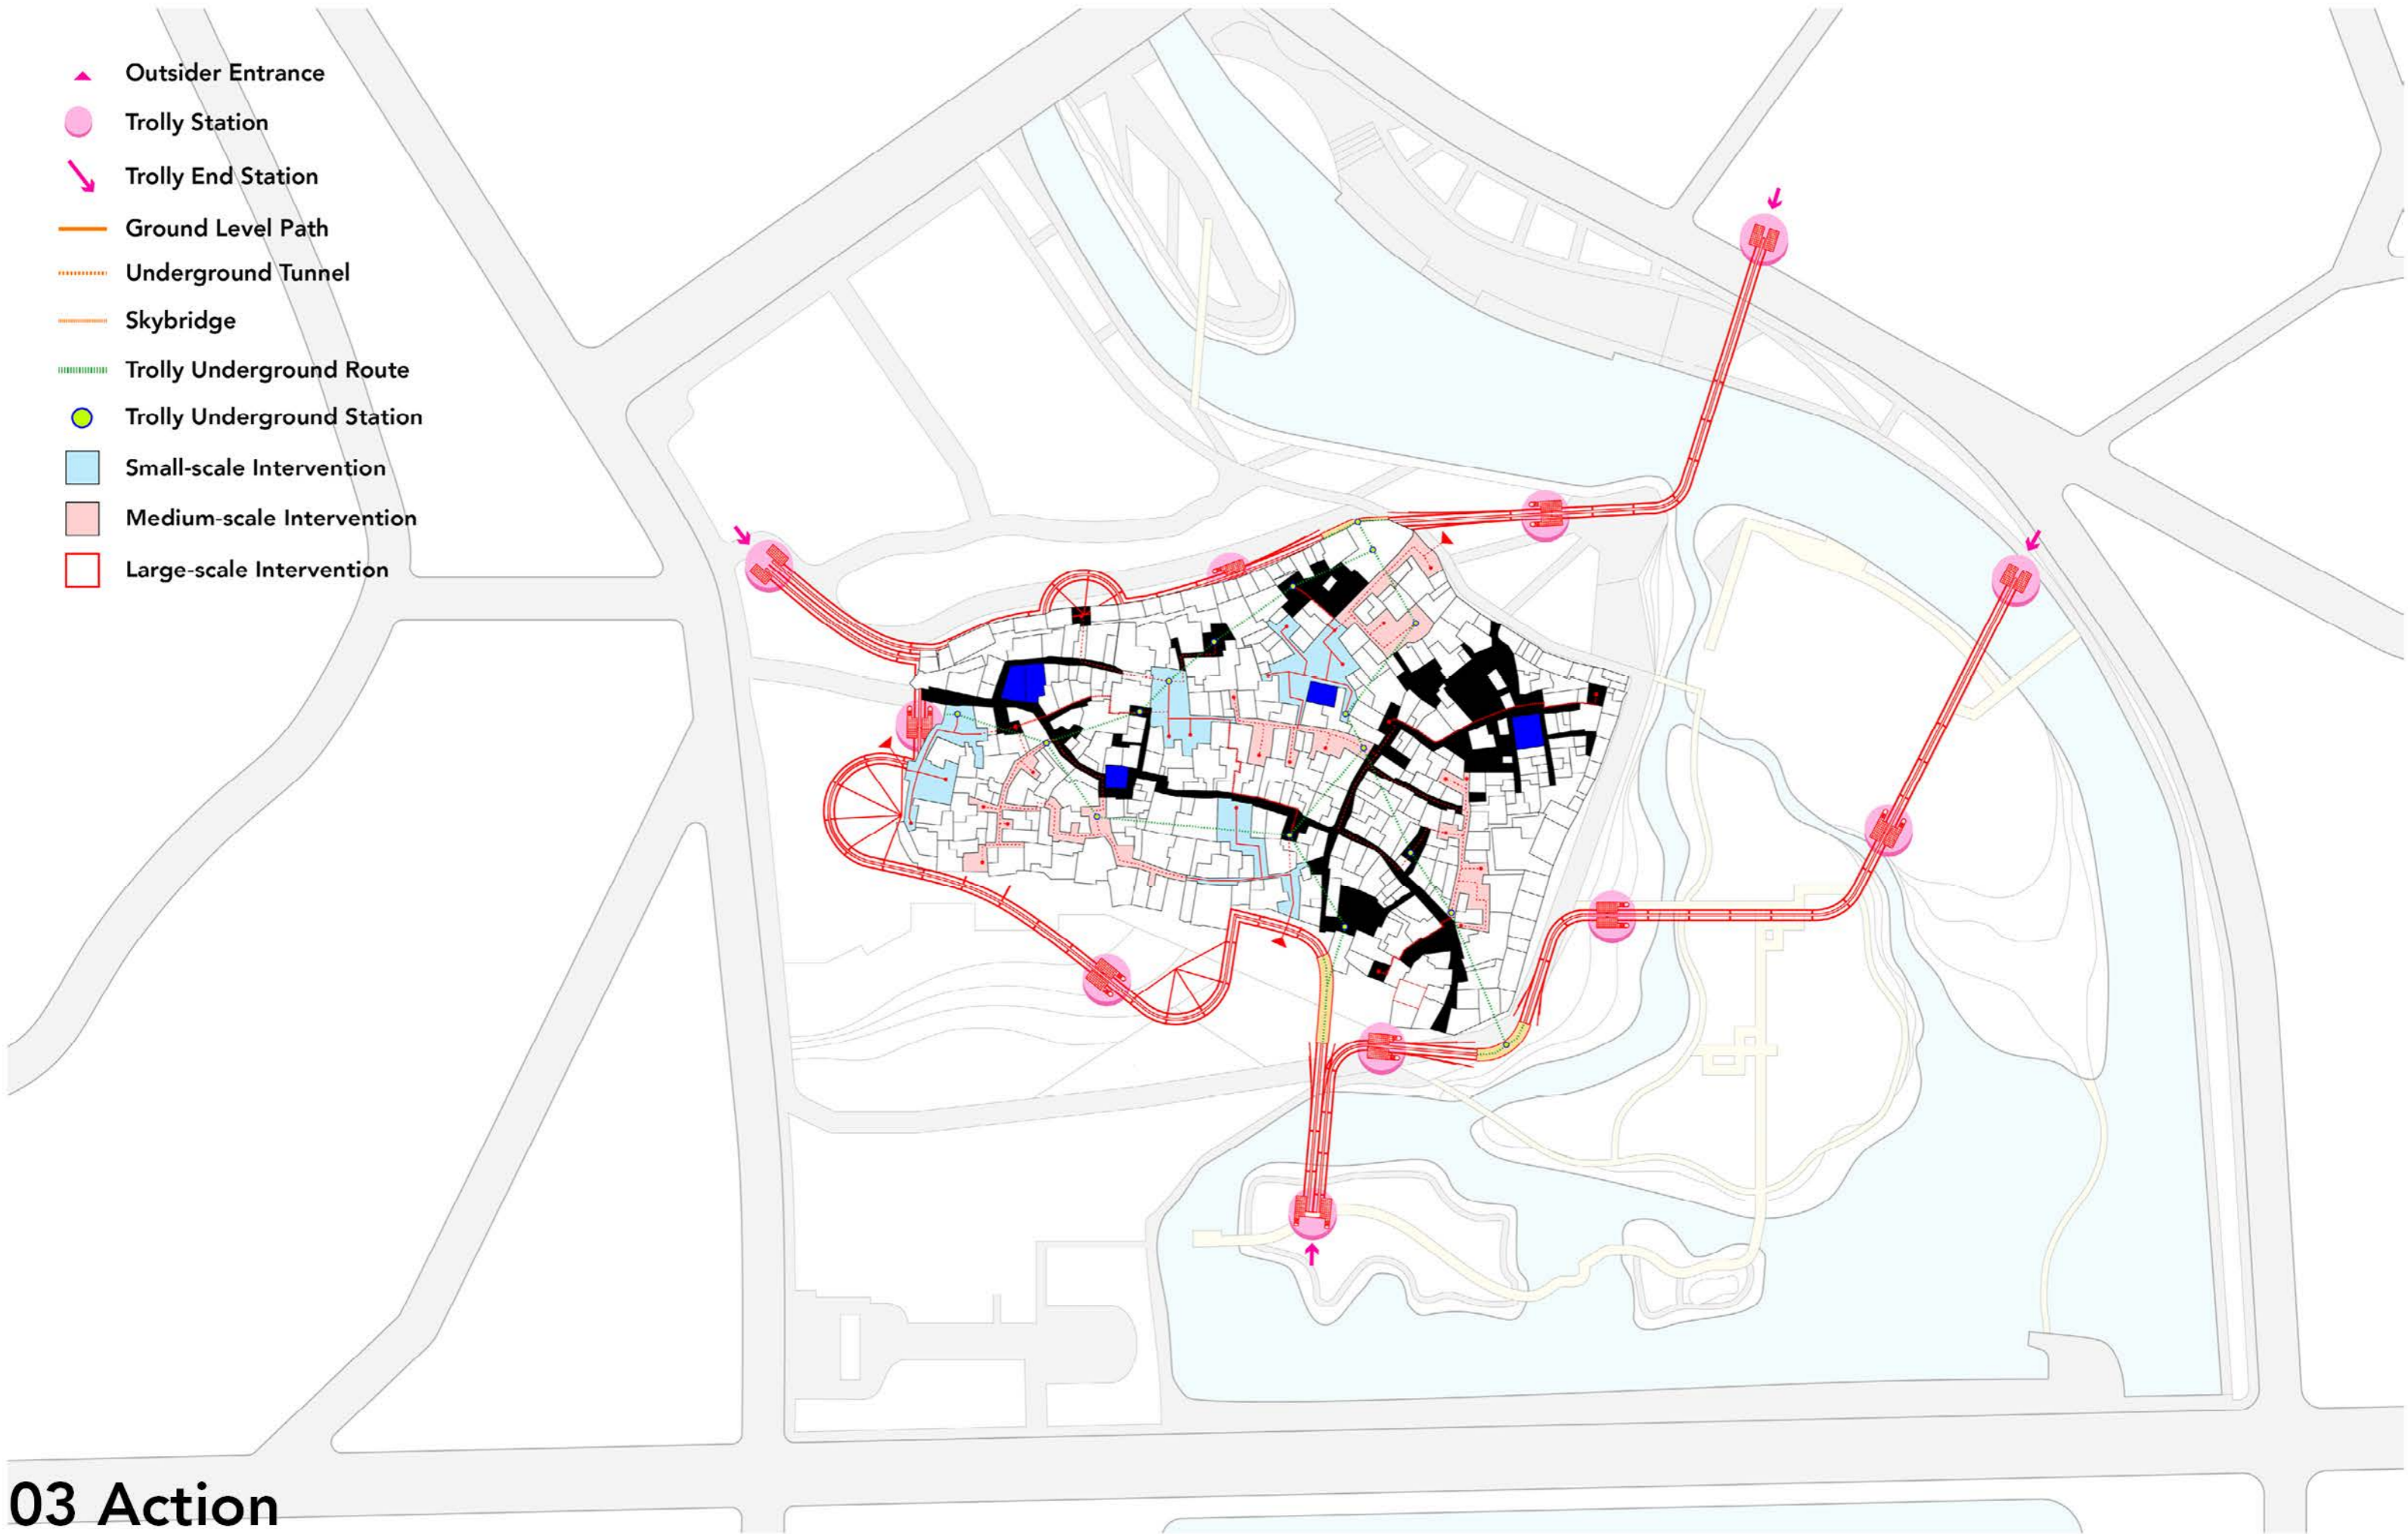 Outsider Entrance
Trolly Station
Trolly End Station
Ground Level Path
Underground Tunnel
Skybridge
Trolly Underground Route
Trolly Underground Station
Small-scale Intervention
Medium-scale Intervention
Large-scale Intervention
03 Action